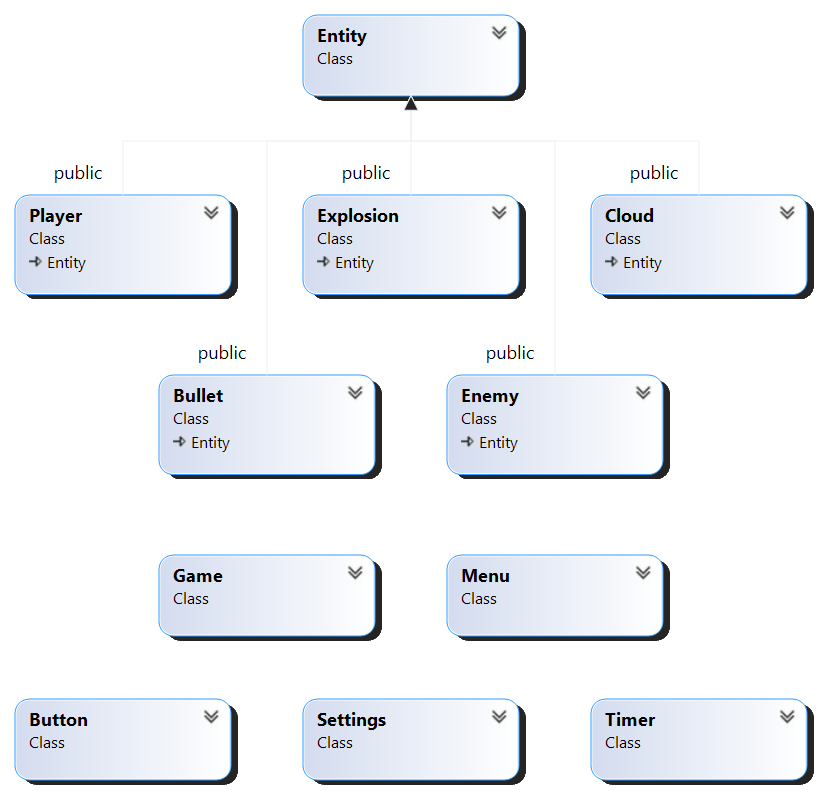 Entity
Class
public
public
public
Player
Class
Entity
Explosion
Class
Entity
Cloud
Class
Entity
public
public
Bullet
Class
Entity
Enemy
Class
Entity
Game
Class
Menu
Class
Button
Class
Settings
Class
Timer
Class